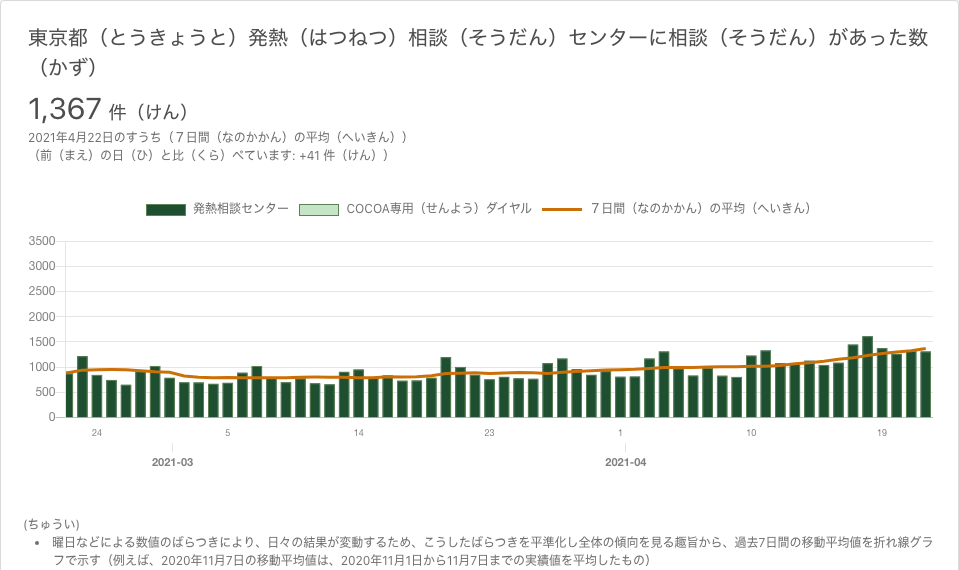 東京都（とうきょうと）発熱（はつねつ）相談（そうだん）センターに相談（そうだん）があった数
（かず）
1,367 件（けん）
2021年4月22日のすうち（７日間（なのかかん）の平均（へいきん））
（前（まえ）の日（ひ）と比（くら）べています: +41 件（けん））
発熱相談センター COCOA専用（せんよう）ダイヤル ７日間（なのかかん）の平均（へいきん）
3500
3000
2500
2000
1500
1000
500
0
24 5 14 23 1 10 19
2021-03 2021-04
(ちゅうい)
• 曜日などによる数値のばらつきにより、日々の結果が変動するため、こうしたばらつきを平準化し全体の傾向を見る趣旨から、過去7日間の移動平均値を折れ線グラ
フで示す（例えば、2020年11月7日の移動平均値は、2020年11月1日から11月7日までの実績値を平均したもの）